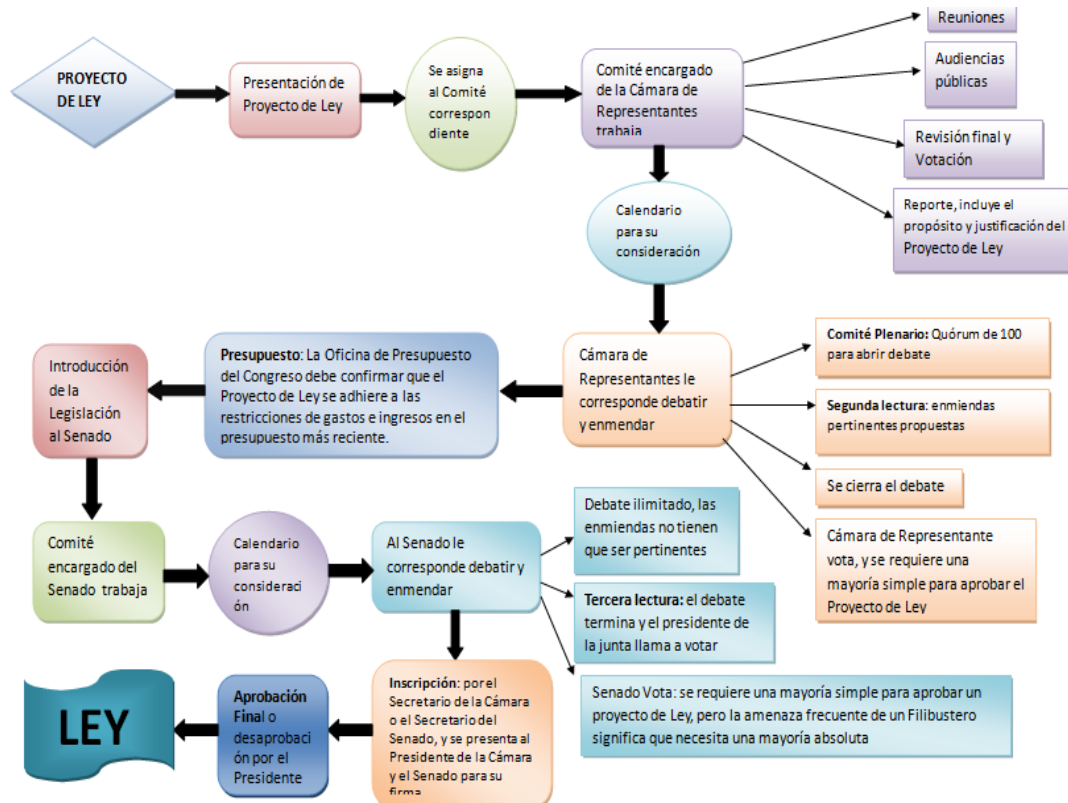 PROYECTO
DE LEY
Presentación de
Proyecto de Ley
Se asigna
al Comité
correspon
diente
Comité encargado
de la Cámara de
Representantes
trabaja
Reuniones
Audiencias
públicas
Revisión final y
Votación
Reporte, incluye el
propósito y justificación del
Proyecto de Ley
Calendario
para su
consideración
Cámara de
Representantes le
corresponde debatir
y enmendar
Comité Plenario: Quórum de 100
para abrir debate
Segunda lectura: enmiendas
pertinentes propuestas
Se cierra el debate
Cámara de Representante
vota, y se requiere una
mayoría simple para aprobar el
Proyecto de Ley
Presupuesto: La Oficina de Presupuesto
del Congreso debe confirmar que el
Proyecto de Ley se adhiere a las
restricciones de gastos e ingresos en el
presupuesto más reciente.
Introducción
de la
Legislación
al Senado
Comité
encargado del
Senado trabaja
Calendario
para su
consideraci
ón
Al Senado le
corresponde debatir y
enmendar
Debate ilimitado, las
enmiendas no tienen
que ser pertinentes
Tercera lectura: el debate
termina y el presidente de
la junta llama a votar
Senado Vota: se requiere una mayoría simple para aprobar un
proyecto de Ley, pero la amenaza frecuente de un Filibustero
significa que necesita una mayoría absoluta
Inscripción: por el
Secretario de la Cámara
o el Secretario del
Senado, y se presenta al
Presidente de la Cámara
y el Senado para su
firma
Aprobación
Final o
desaprobac
ión por el
Presidente
LEY